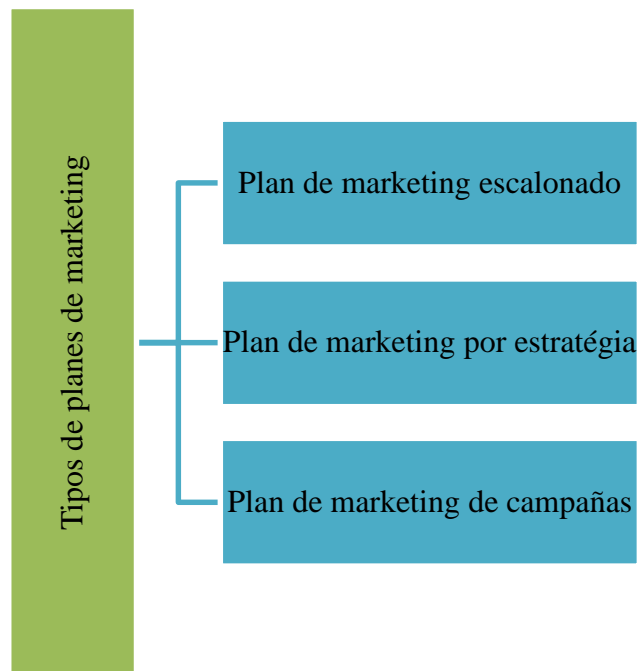 Tipos de planes de marketing
Plan de marketing escalonado
Plan de marketing por estratégia
Plan de marketing de campañas